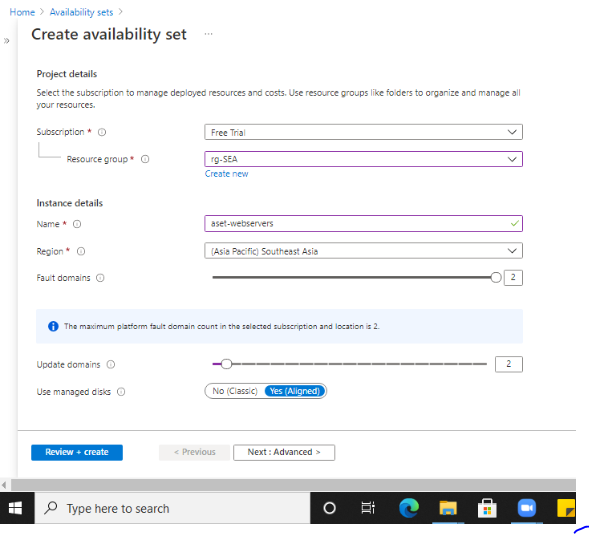 Home > Availability sets >
»
Create availability set ...
Project details
Select the subscription to manage deployed resources and costs. Use resource groups like folders to organize and manage all
your resources.
Subscription * Free Trial
Resource group * rg-SEA
Create new
Instance details
Name * aset-webservers
Region * (Asia Pacific) Southeast Asia
Fault domains 2
The maximum platform fault domain count in the selected subscription and location is 2.
Update domains 2
Use managed disks No (Classic) Yes (Aligned)
Review + create < Previous Next : Advanced >
Type here to search